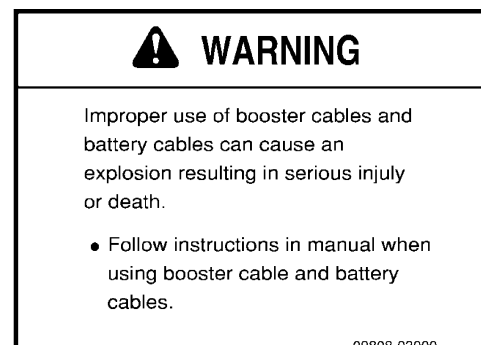 WARNING
Improper use of booster cables and
battery cables can cause an
explosion resulting in serious injuly
or death.
• Follow instructions in manual when
using booster cable and battery
cables.